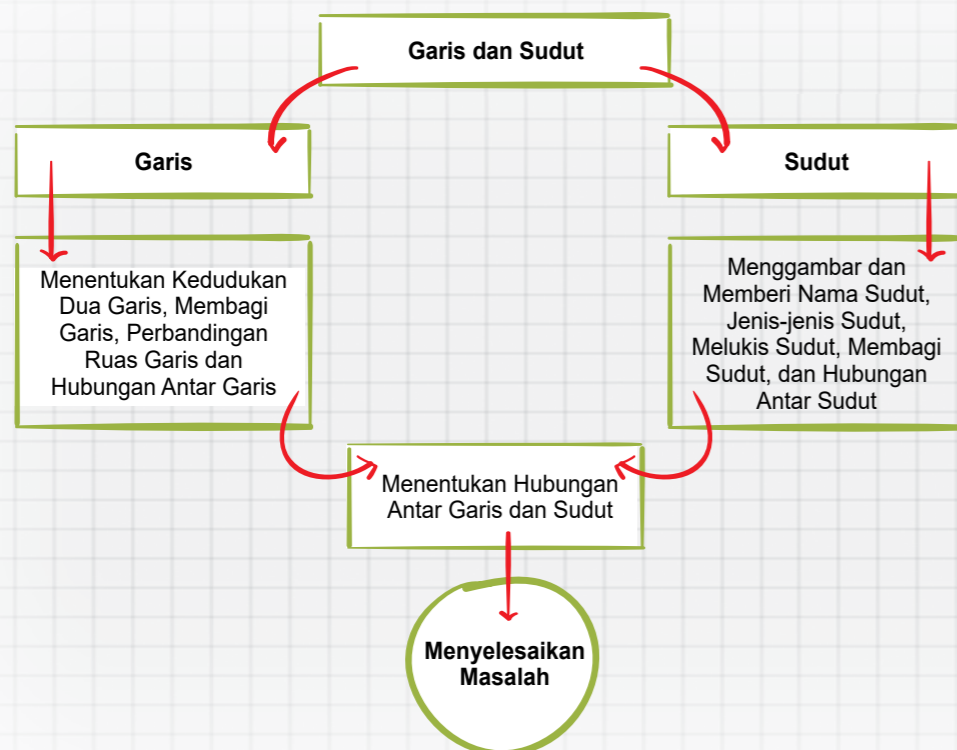 Garis dan Sudut
Garis
Sudut
Menentukan Kedudukan
Dua Garis, Membagi
Garis, Perbandingan
Ruas Garis dan
Hubungan Antar Garis
Menggambar dan
Memberi Nama Sudut,
Jenis-jenis Sudut,
Melukis Sudut, Membagi
Sudut, dan Hubungan
Antar Sudut
Menentukan Hubungan
Antar Garis dan Sudut
Menyelesaikan
Masalah